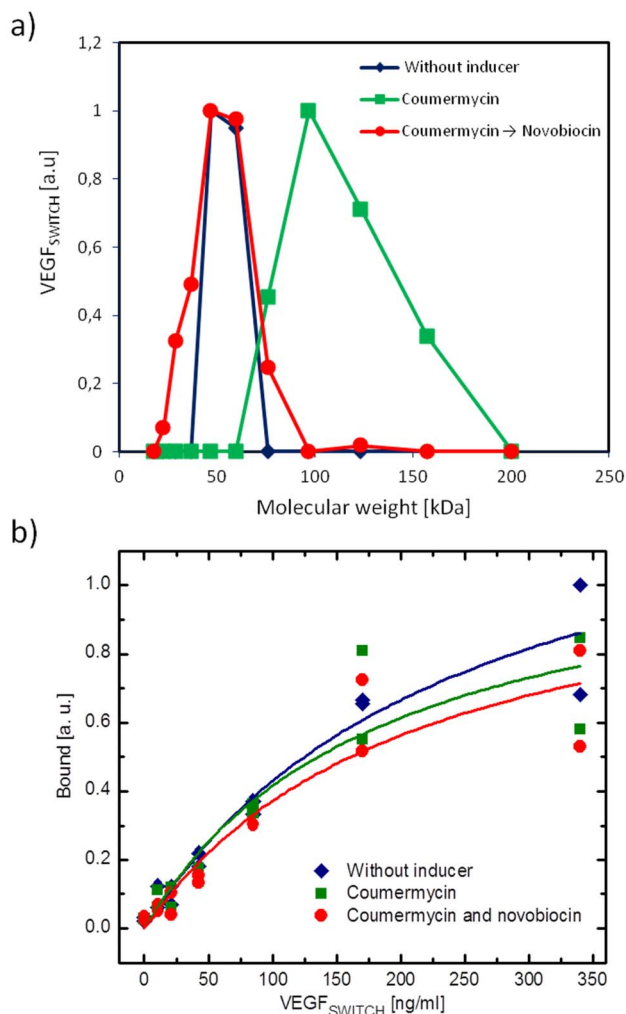 a)
1,2
1
0,8
0,6
0,4
0,2
0
VEGFSWITCH [a.u]
Without inducer
Coumermycin
Coumermycin → Novobiocin
0 50 100 150 200 250
Molecular weight [kDa]
b)
1.0
0.8
0.6
0.4
0.2
0.0
Bound [a. u.]
Without inducer
Coumermycin
Coumermycin and novobiocin
0 50 100 150 200 250 300 350
VEGFSWITCH [ng/ml]